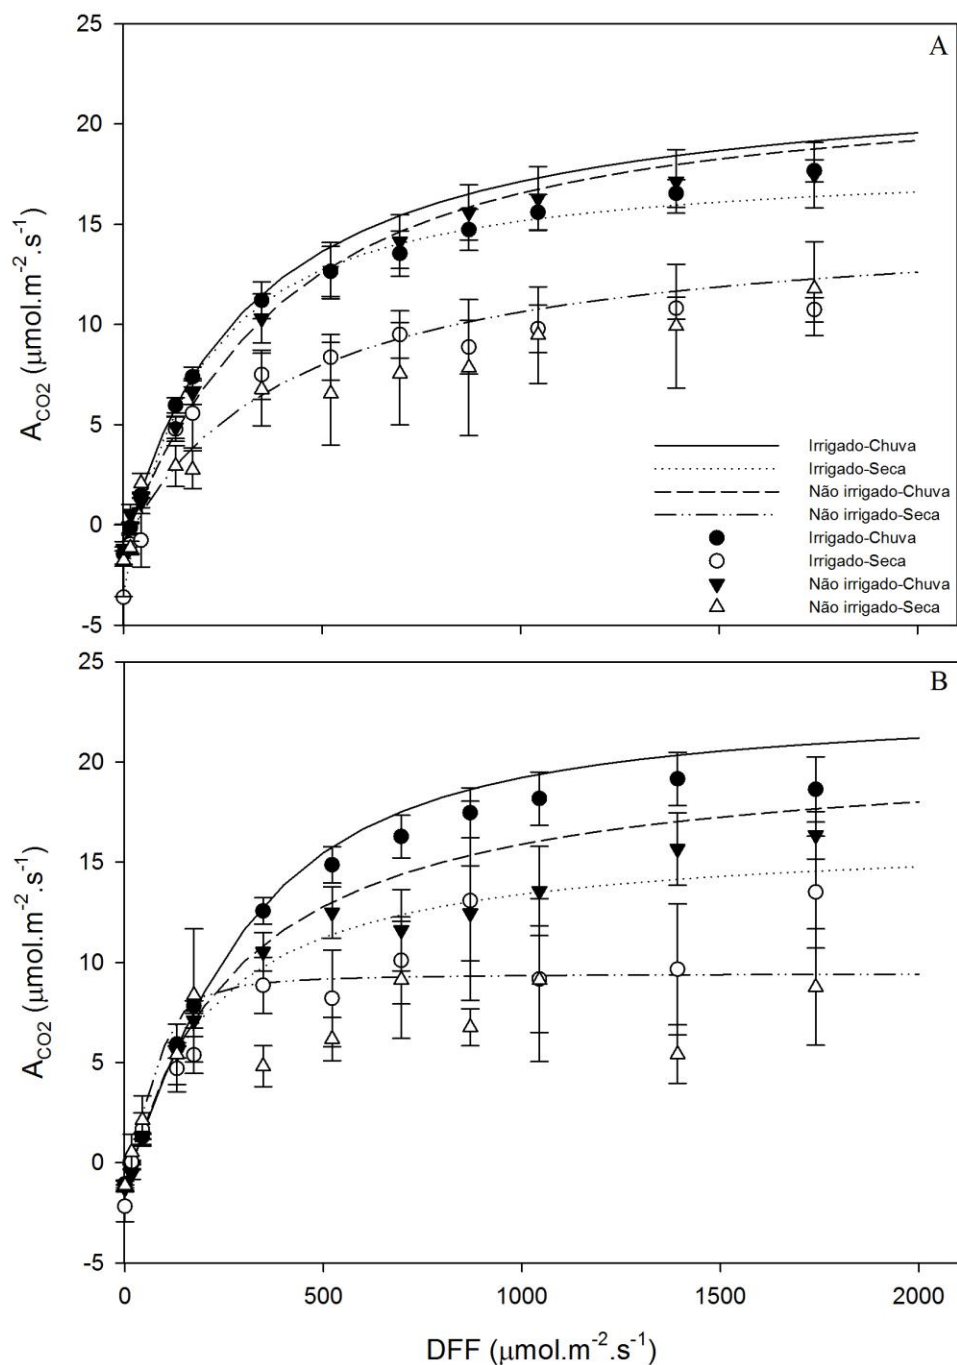 A
25
20
15
10
5
0
-5
A_CO2 (μmol.m⁻².s⁻¹)
Irrigado-Chuva
Irrigado-Seca
Não irrigado-Chuva
Não irrigado-Seca
Irrigado-Chuva
Irrigado-Seca
Não irrigado-Chuva
Não irrigado-Seca
B
25
20
15
10
5
0
-5
A_CO2 (μmol.m⁻².s⁻¹)
0 500 1000 1500 2000
DFF (μmol.m⁻².s⁻¹)